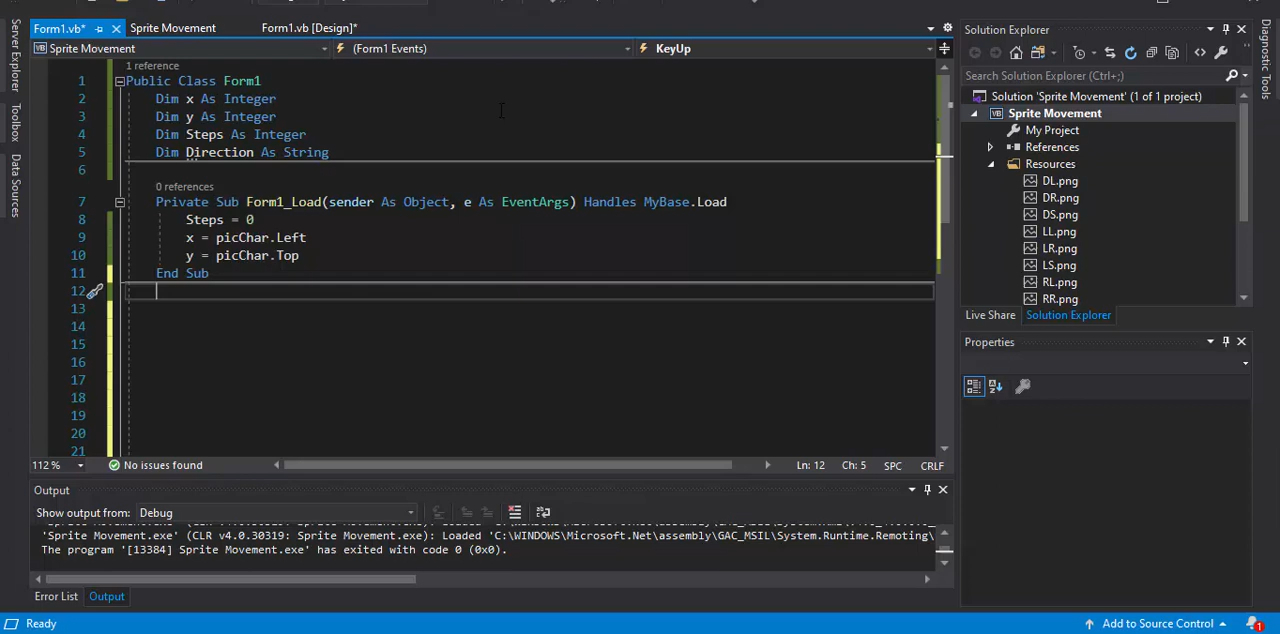 Form1.vb*
Sprite Movement
Form1.vb [Design]*
Sprite Movement
(Form1 Events)
KeyUp
1 reference
1 Public Class Form1
2 Dim x As Integer
3 Dim y As Integer
4 Dim Steps As Integer
5 Dim Direction As String
6
0 references
7 Private Sub Form1_Load(sender As Object, e As EventArgs) Handles MyBase.Load
8 Steps = 0
9 x = picChar.Left
10 y = picChar.Top
11 End Sub
12
13
14
15
16
17
18
19
20
21
112 %
No issues found
Ln: 12 Ch: 5 SPC CRLF
Output
Show output from: Debug
'Sprite Movement.exe' (CLR v4.0.30319: Sprite Movement.exe): Loaded 'C:\WINDOWS\Microsoft.Net\assembly\GAC_MSIL\System.Runtime.Remoting\
The program '[13384] Sprite Movement.exe' has exited with code 0 (0x0).
Error List
Output
Ready
Add to Source Control
1
Server Explorer
Toolbox
Data Sources
Solution Explorer
Search Solution Explorer (Ctrl+;)
Solution 'Sprite Movement' (1 of 1 project)
VB Sprite Movement
My Project
References
Resources
DL.png
DR.png
DS.png
LL.png
LR.png
LS.png
RL.png
RR.png
Live Share
Solution Explorer
Properties
Diagnostic Tools